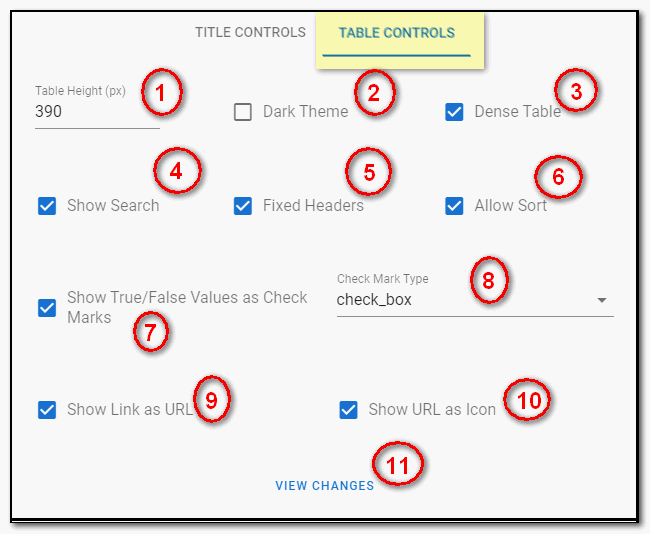 TITLE CONTROLS TABLE CONTROLS
Table Height (px) 1
390
Dark Theme 2
Dense Table 3
Show Search 4
Fixed Headers 5
Allow Sort 6
Show True/False Values as Check
Marks 7
Check Mark Type 8
check_box
Show Link as URL 9
Show URL as Icon 10
VIEW CHANGES 11